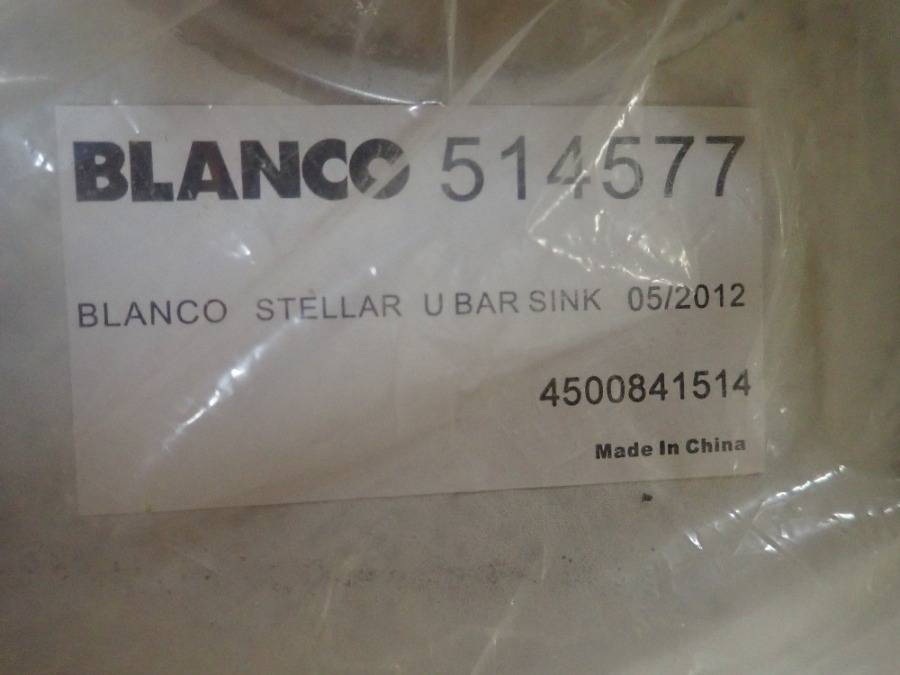 BLANCO 514577
BLANCO STELLAR U BAR SINK 05/2012
4500841514
Made In China